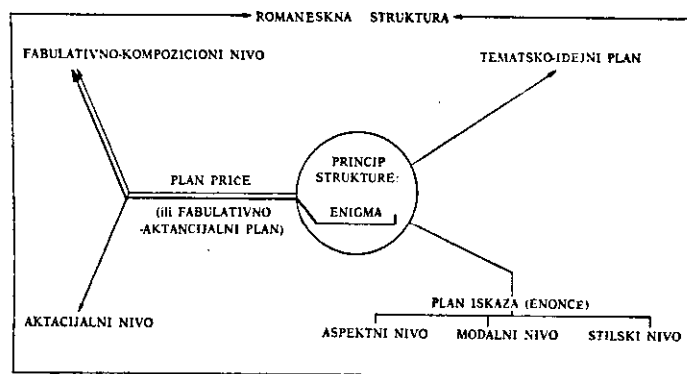 ROMANESKNA STRUKTURA
FABULATIVNO-KOMPOZICIONI NIVO
TEMATSKO-IDEJNI PLAN
PLAN PRIČE
(ili FABULATIVNO
-AKTANCIJALNI PLAN)
PRINCIP
STRUKTURE:
ENIGMA
AKTACIJALNI NIVO
PLAN ISKAZA (ENONCE)
ASPEKTNI NIVO MODALNI NIVO STILSKI NIVO